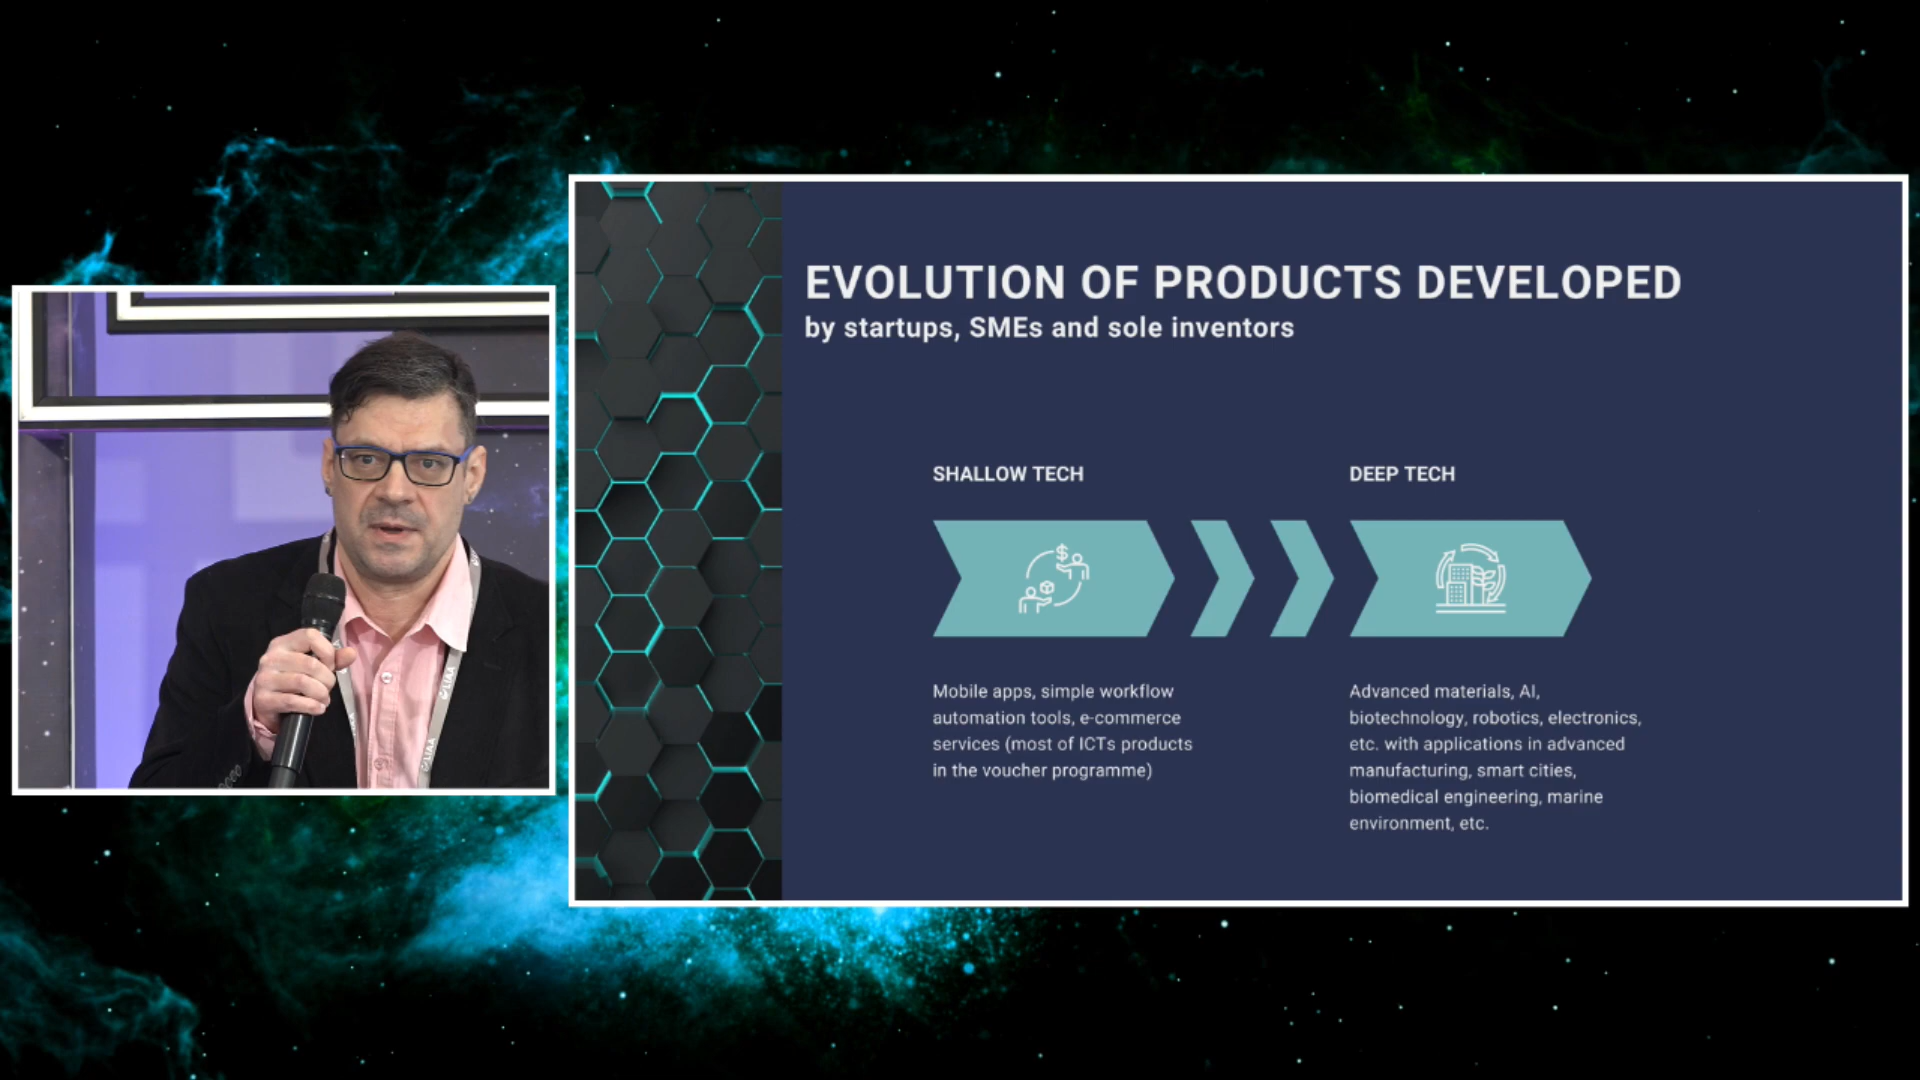 EVOLUTION OF PRODUCTS DEVELOPED
by startups, SMEs and sole inventors
SHALLOW TECH
DEEP TECH
$
Mobile apps, simple workflow
automation tools, e-commerce
services (most of ICTs products
in the voucher programme)
Advanced materials, AI,
biotechnology, robotics, electronics,
etc. with applications in advanced
manufacturing, smart cities,
biomedical engineering, marine
environment, etc.
LIAA
LIAA